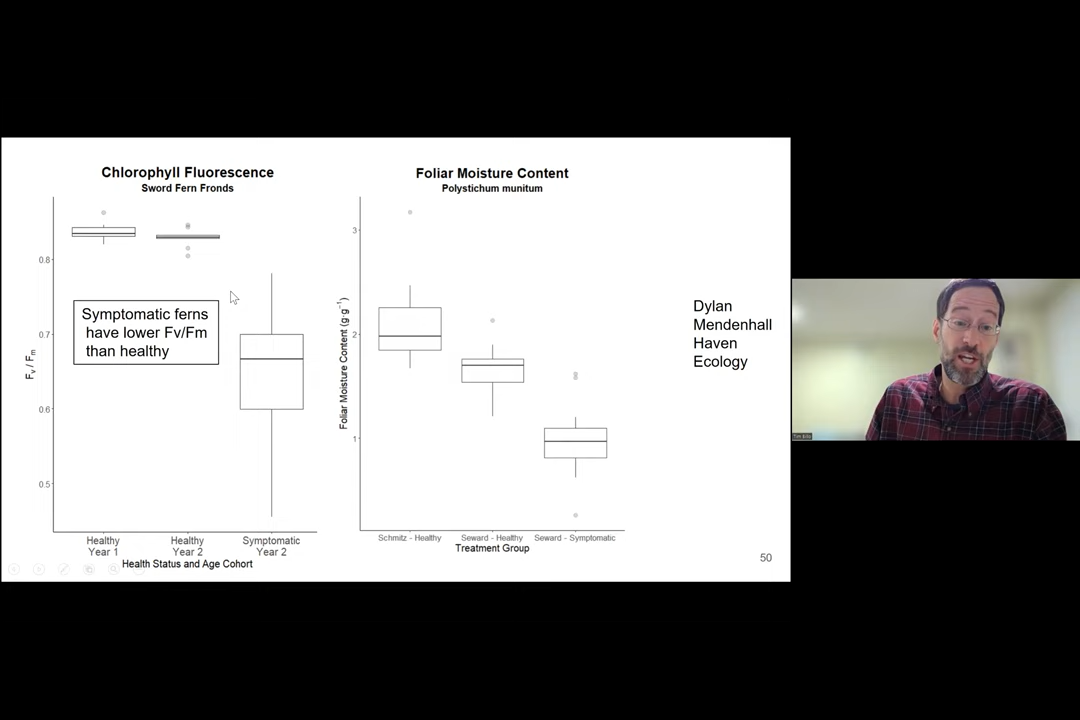 Chlorophyll Fluorescence
Sword Fern Fronds
Fv / Fm
0.8
0.7
0.6
0.5
Symptomatic ferns
have lower Fv/Fm
than healthy
Healthy
Year 1
Healthy
Year 2
Symptomatic
Year 2
Health Status and Age Cohort
Foliar Moisture Content
Polystichum munitum
Foliar Moisture Content (g·g⁻¹)
3
2
1
Schmitz - Healthy
Seward - Healthy
Seward - Symptomatic
Treatment Group
Dylan
Mendenhall
Haven
Ecology
50